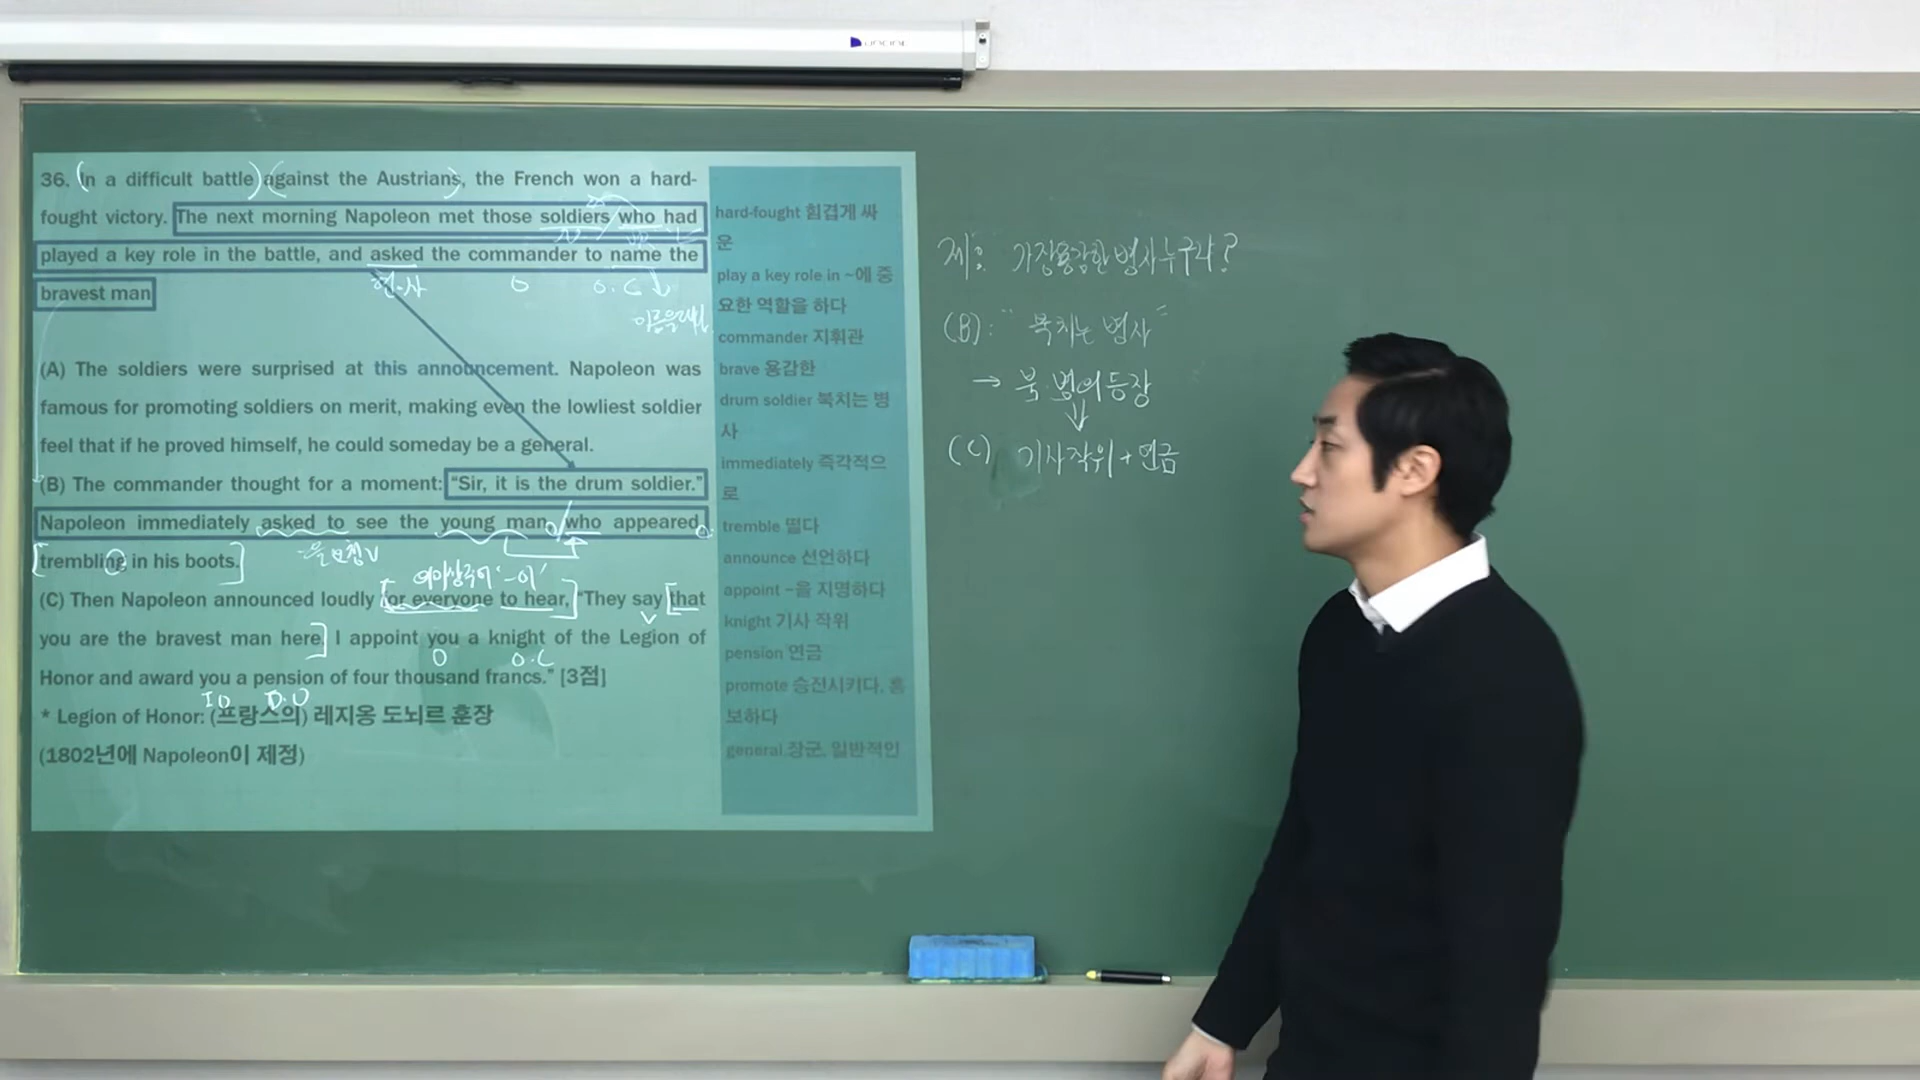 36. In a difficult battle against the Austrians, the French won a hard-
fought victory. The next morning Napoleon met those soldiers who had
played a key role in the battle, and asked the commander to name the
bravest man
현.사 O O.C
(A) The soldiers were surprised at this announcement. Napoleon was
famous for promoting soldiers on merit, making even the lowliest soldier
feel that if he proved himself, he could someday be a general.
(B) The commander thought for a moment: “Sir, it is the drum soldier.”
Napoleon immediately asked to see the young man, who appeared
trembling in his boots.
~을 요청
의미상주어 '~이'
(C) Then Napoleon announced loudly for everyone to hear, “They say that
you are the bravest man here. I appoint you a knight of the Legion of
O O.C
Honor and award you a pension of four thousand francs.” [3점]
I.O D.O
* Legion of Honor: (프랑스의) 레지옹 도뇌르 훈장
(1802년에 Napoleon이 제정)
hard-fought 힘겹게 싸
운
play a key role in ~에 중
요한 역할을 하다
commander 지휘관
brave 용감한
drum soldier 북치는 병
사
immediately 즉각적으
로
tremble 떨다
announce 선언하다
appoint ~을 지명하다
knight 기사 작위
pension 연금
promote 승진시키다, 홍
보하다
general 장군, 일반적인
제: 가장용감한 병사누구냐?
(B): "북치는 병사"
→ 북.병의 등장
(C) 기사작위 + 연금